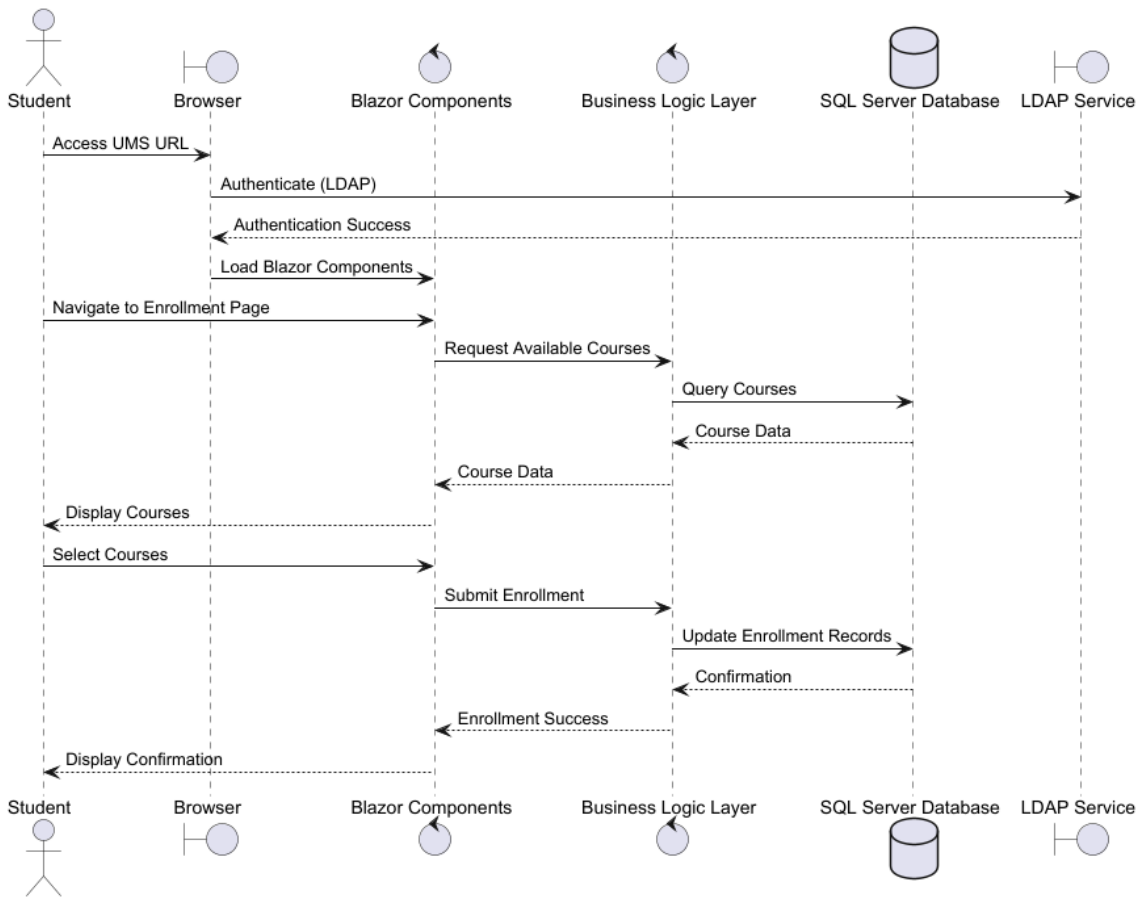 Student
Browser
Blazor Components
Business Logic Layer
SQL Server Database
LDAP Service
Access UMS URL
Authenticate (LDAP)
Authentication Success
Load Blazor Components
Navigate to Enrollment Page
Request Available Courses
Query Courses
Course Data
Course Data
Display Courses
Select Courses
Submit Enrollment
Update Enrollment Records
Confirmation
Enrollment Success
Display Confirmation
Student
Browser
Blazor Components
Business Logic Layer
SQL Server Database
LDAP Service